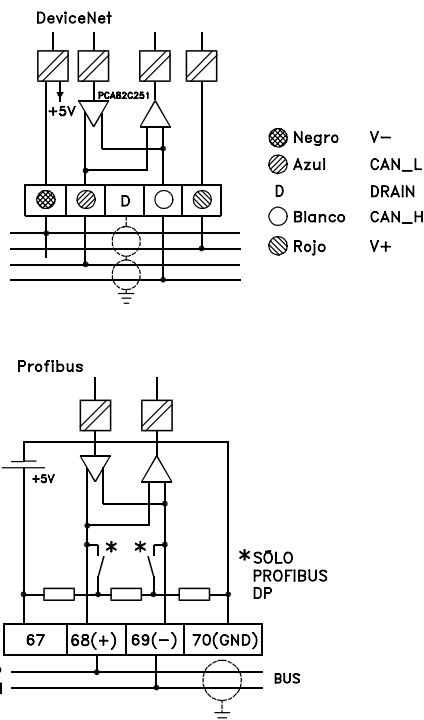 DeviceNet
PCA82C251
+5V
Negro V-
Azul CAN_L
D DRAIN
Blanco CAN_H
Rojo V+
D
Profibus
+5V
* *
*SÓLO
PROFIBUS
DP
67 68(+) 69(-) 70(GND)
BUS